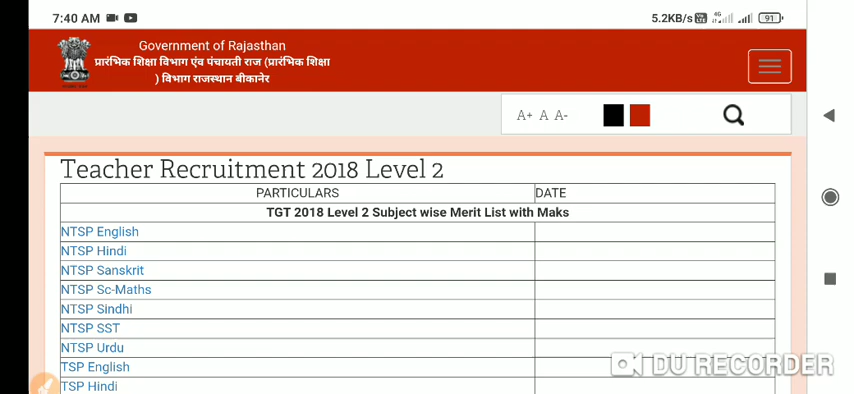 7:40 AM
5.2KB/s
4G
91
Government of Rajasthan
प्रारंभिक शिक्षा विभाग एंव पंचायती राज (प्रारंभिक शिक्षा
) विभाग राजस्थान बीकानेर
A+ A A-
Teacher Recruitment 2018 Level 2
PARTICULARS DATE
TGT 2018 Level 2 Subject wise Merit List with Maks
NTSP English
NTSP Hindi
NTSP Sanskrit
NTSP Sc-Maths
NTSP Sindhi
NTSP SST
NTSP Urdu
TSP English
TSP Hindi
DU RECORDER